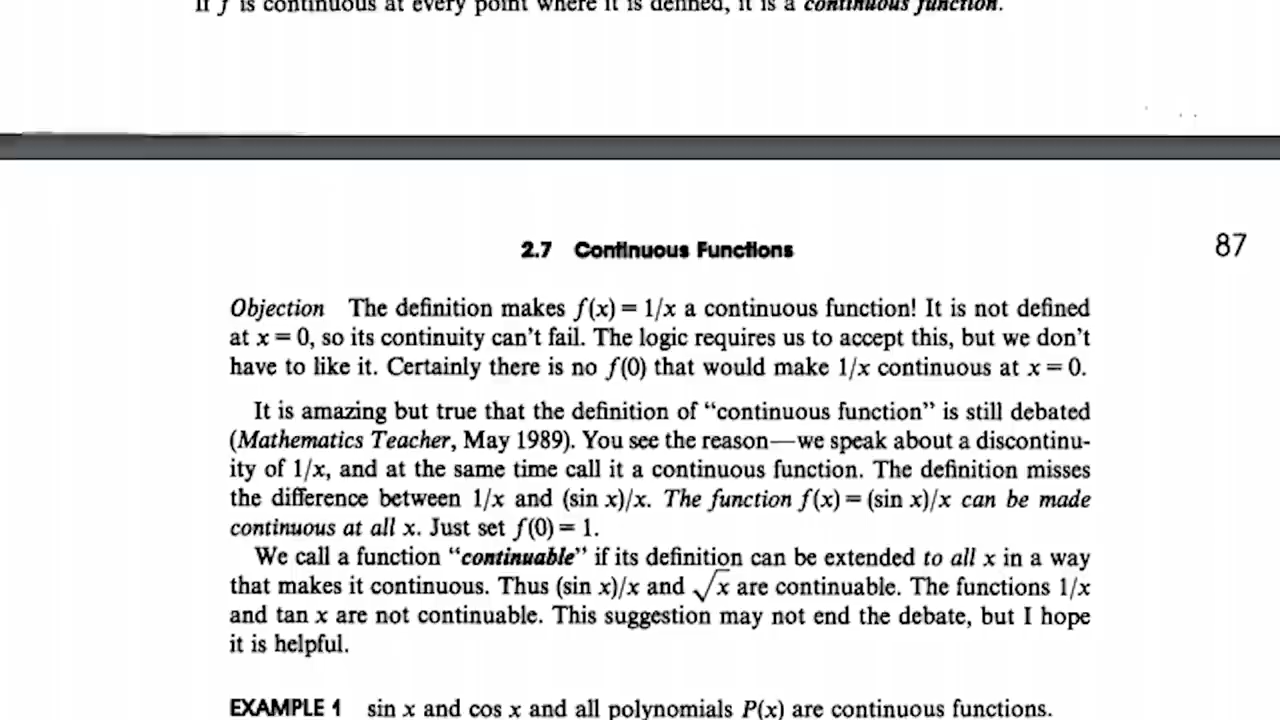 If f is continuous at every point where it is defined, it is a continuous function.
2.7 Continuous Functions
87
Objection The definition makes f(x) = 1/x a continuous function! It is not defined
at x = 0, so its continuity can't fail. The logic requires us to accept this, but we don't
have to like it. Certainly there is no f(0) that would make 1/x continuous at x = 0.
It is amazing but true that the definition of “continuous function” is still debated
(Mathematics Teacher, May 1989). You see the reason—we speak about a discontinu-
ity of 1/x, and at the same time call it a continuous function. The definition misses
the difference between 1/x and (sin x)/x. The function f(x) = (sin x)/x can be made
continuous at all x. Just set f(0) = 1.
We call a function “continuable” if its definition can be extended to all x in a way
that makes it continuous. Thus (sin x)/x and √x are continuable. The functions 1/x
and tan x are not continuable. This suggestion may not end the debate, but I hope
it is helpful.
EXAMPLE 1 sin x and cos x and all polynomials P(x) are continuous functions.